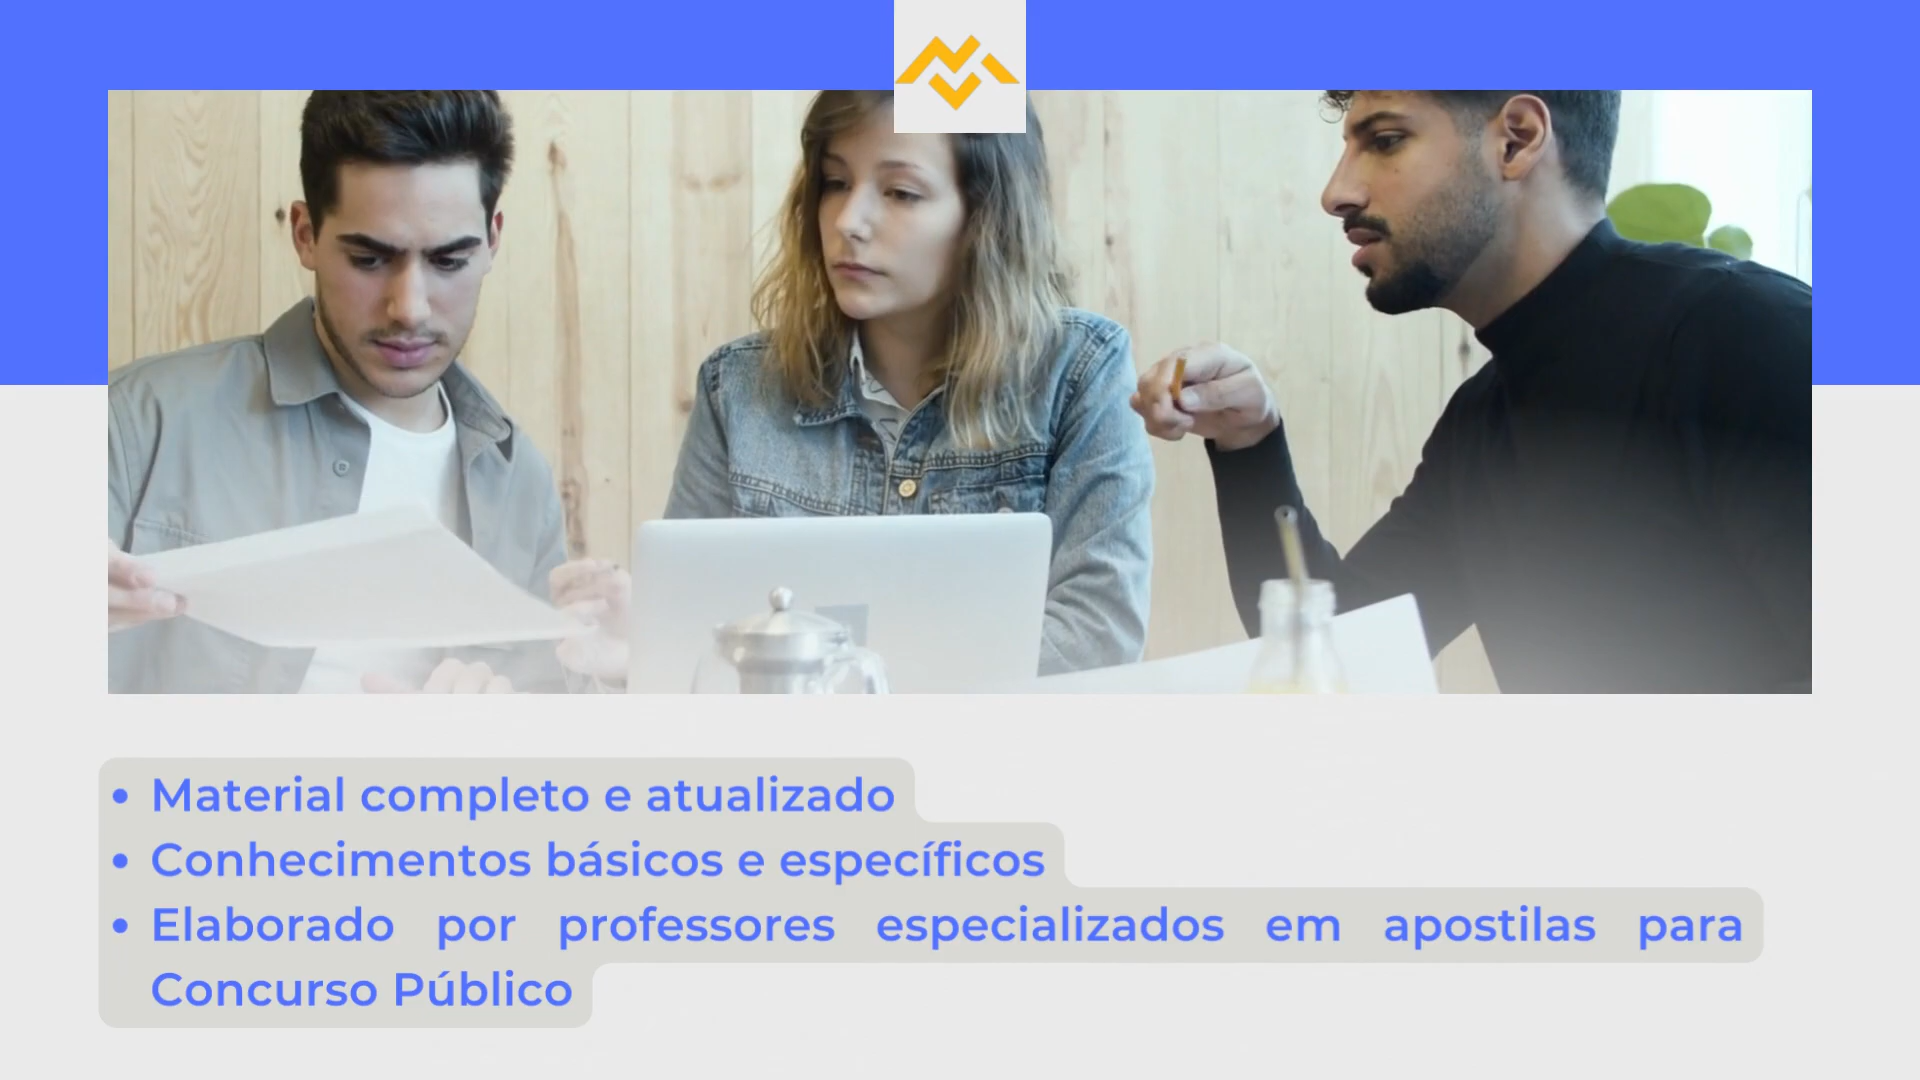 • Material completo e atualizado
• Conhecimentos básicos e específicos
• Elaborado por professores especializados em apostilas para
Concurso Público